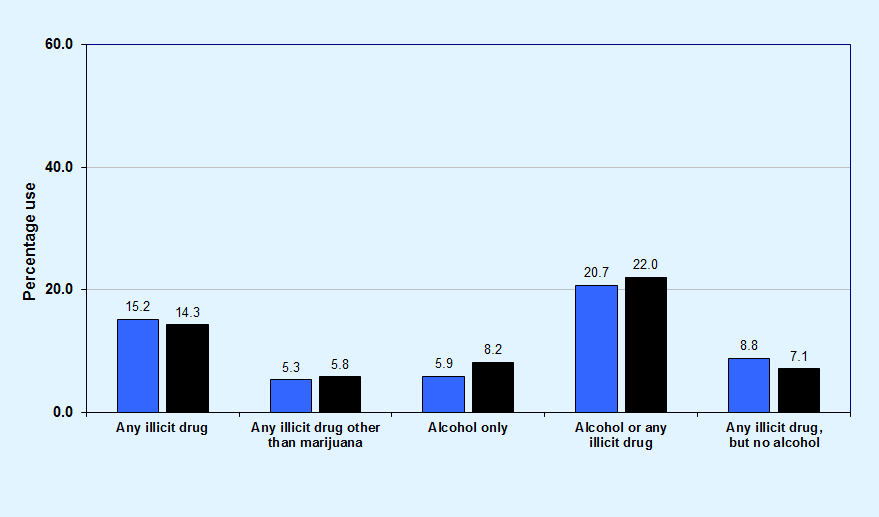 60.0
40.0
20.0
0.0
Percentage use
15.2
14.3
5.3
5.8
5.9
8.2
20.7
22.0
8.8
7.1
Any illicit drug
Any illicit drug other
than marijuana
Alcohol only
Alcohol or any
illicit drug
Any illicit drug,
but no alcohol